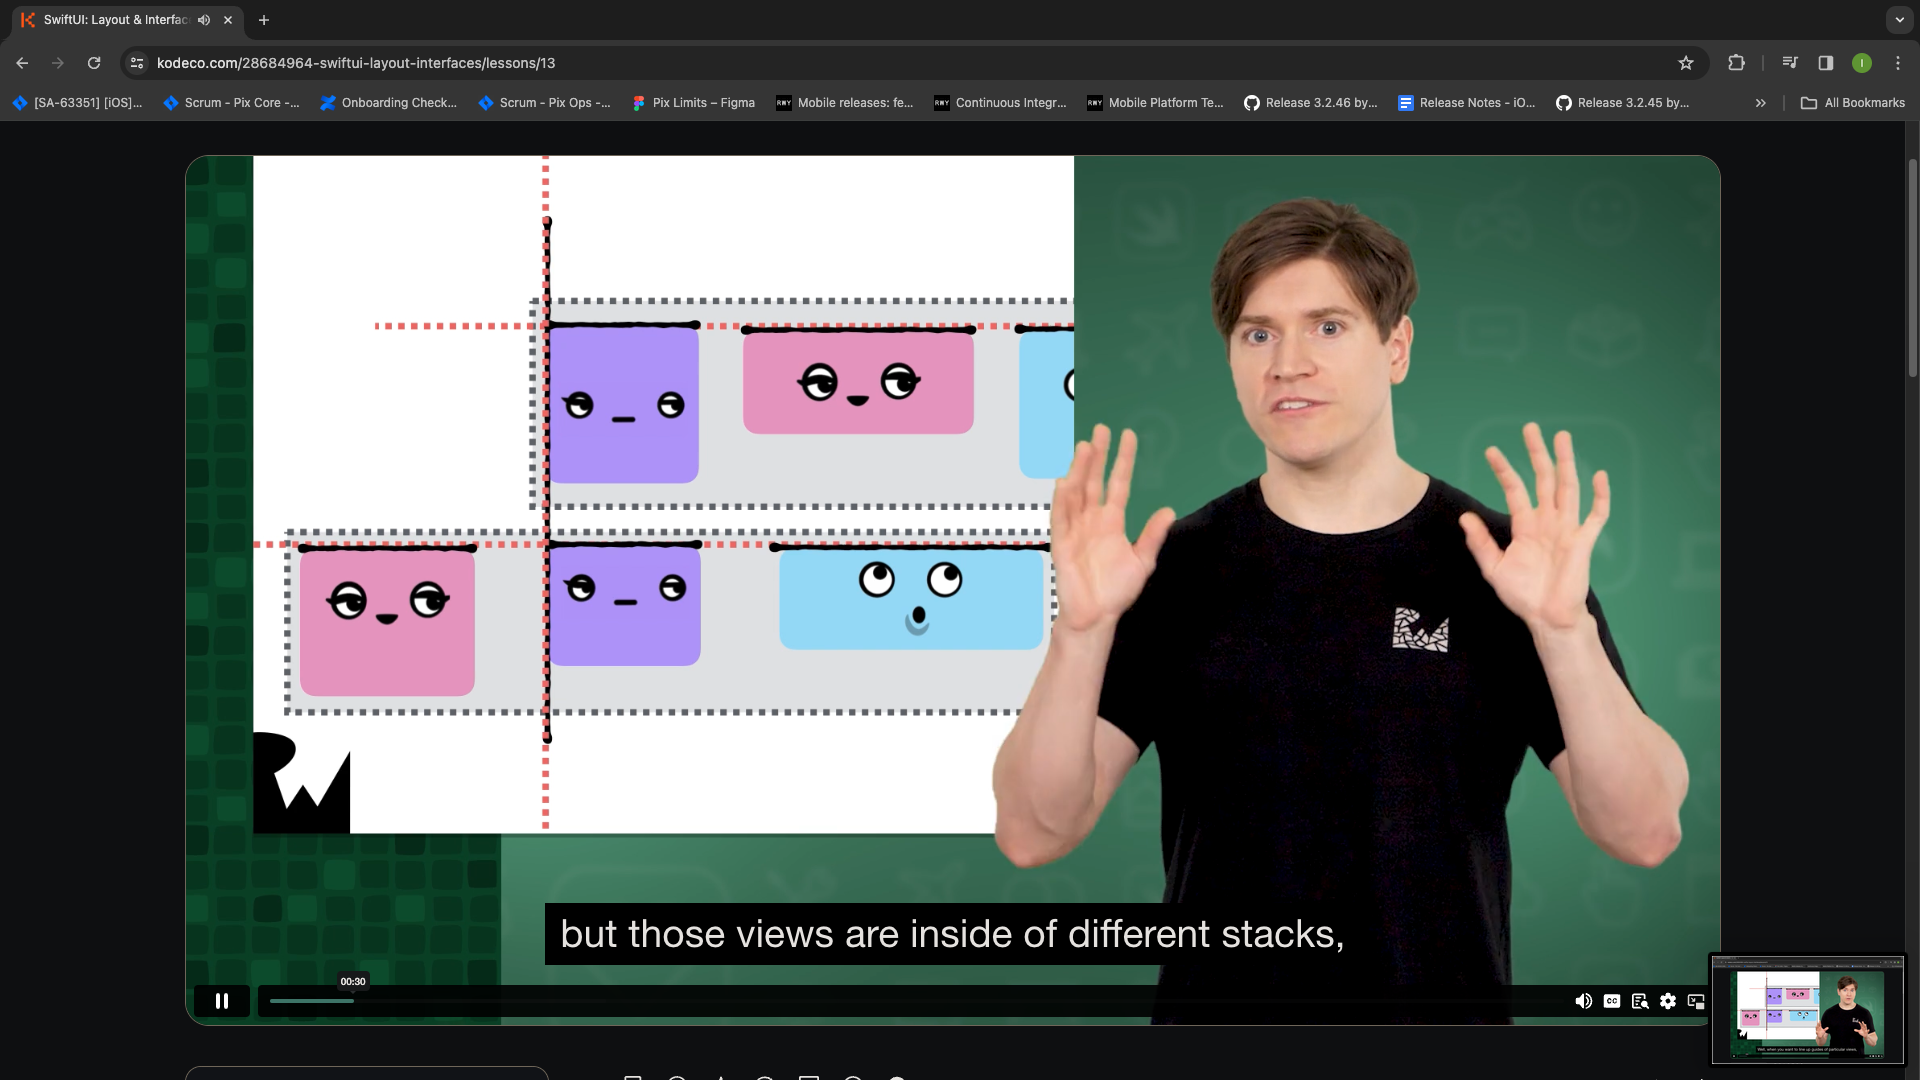 SwiftUI: Layout & Interfac
kodeco.com/28684964-swiftui-layout-interfaces/lessons/13
[SA-63351] [iOS]...
Scrum - Pix Core -...
Onboarding Check...
Scrum - Pix Ops -...
Pix Limits – Figma
Mobile releases: fe...
Continuous Integr...
Mobile Platform Te...
Release 3.2.46 by...
Release Notes - iO...
Release 3.2.45 by...
All Bookmarks
but those views are inside of different stacks,
00:30
CC